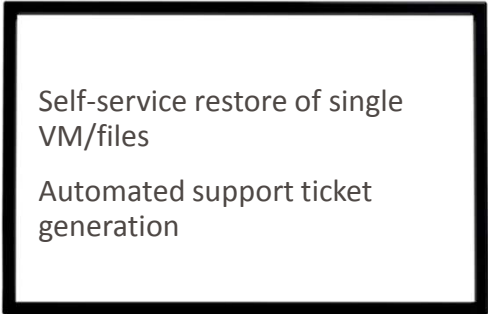 Self-service restore of single
VM/files
Automated support ticket
generation